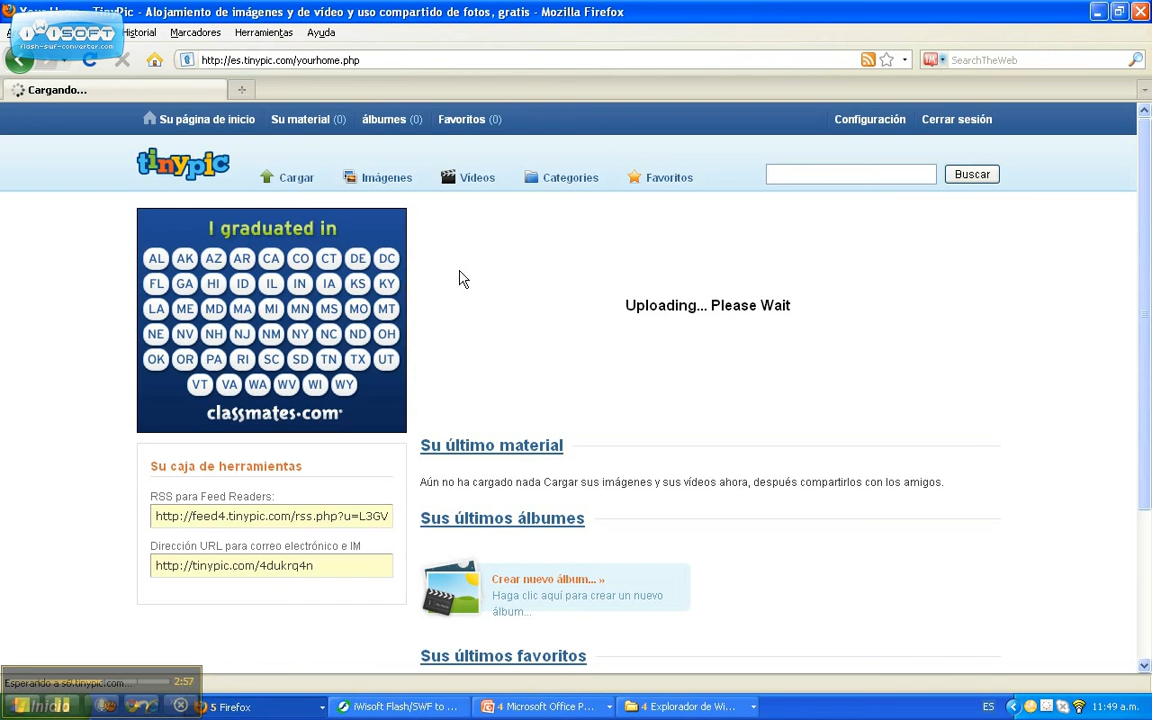 TinyPic - Alojamiento de imágenes y de vídeo y uso compartido de fotos, gratis - Mozilla Firefox
iWiSOFT
flash-swf-converter.com
Historial Marcadores Herramientas Ayuda
http://es.tinypic.com/yourhome.php
SearchTheWeb
Cargando...
Su página de inicio Su material (0) álbumes (0) Favoritos (0) Configuración Cerrar sesión
tinypic
Cargar Imágenes Vídeos Categories Favoritos Buscar
I graduated in
AL AK AZ AR CA CO CT DE DC
FL GA HI ID IL IN IA KS KY
LA ME MD MA MI MN MS MO MT
NE NV NH NJ NM NY NC ND OH
OK OR PA RI SC SD TN TX UT
VT VA WA WV WI WY
classmates.com
Uploading... Please Wait
Su último material
Aún no ha cargado nada Cargar sus imágenes y sus vídeos ahora, después compartirlos con los amigos.
Su caja de herramientas
RSS para Feed Readers:
http://feed4.tinypic.com/rss.php?u=L3GV
Dirección URL para correo electrónico e IM
http://tinypic.com/4dukrq4n
Sus últimos álbumes
Crear nuevo álbum... »
Haga clic aquí para crear un nuevo
álbum...
Sus últimos favoritos
Esperando a s6.tinypic.com...
2:57
Inicio
5 Firefox
iWisoft Flash/SWF to ...
4 Microsoft Office P...
4 Explorador de Wi...
ES
11:49 a.m.